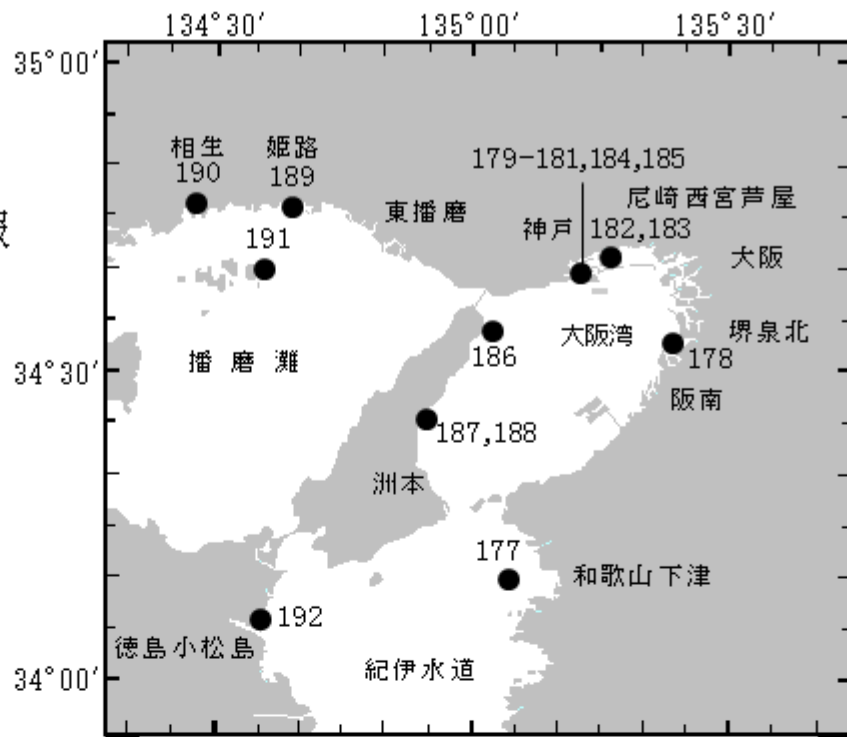 134°30′ 135°00′ 135°30′
35°00′
相生
190
姫路
189
179-181,184,185
東播磨
尼崎西宮芦屋
神戸
182,183
191
大阪
堺泉北
大阪湾
186
178
播磨灘
34°30′
阪南
187,188
洲本
177
和歌山下津
192
徳島小松島
紀伊水道
34°00′